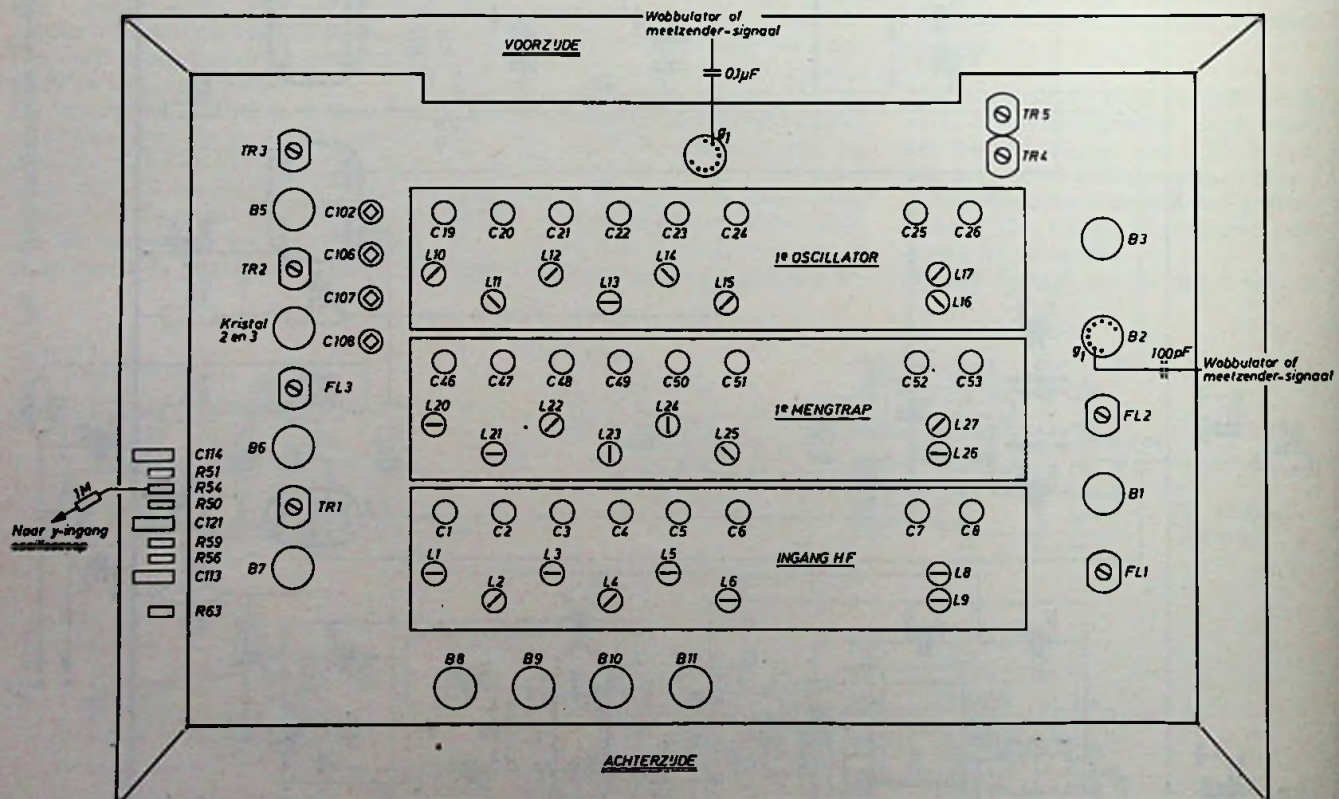 Wobbulator of
meetzender-signaal
VOORZIJDE
0,1µF
g1
TR5
TR4
TR3
B5
C102
C19 C20 C21 C22 C23 C24 C25 C26
B3
C106
L10 L12 L14
1e OSCILLATOR
L17
TR2
L11 L13 L15 L16
C107
Kristal
2 en 3
C108
B2
g1
100pF
Wobbulator of
meetzender-signaal
C46 C47 C48 C49 C50 C51 C52 C53
FL3
L20 L22 L24
1e MENGTRAP
L27
FL2
L21 L23 L25 L26
B6
C114
R51
R54
R50
C121
R59
R56
C113
R63
1M
Naar y-ingang
oscilloscoop
TR1
B1
C1 C2 C3 C4 C5 C6 C7 C8
B7
L1 L3 L5
INGANG HF
L8
FL1
L2 L4 L6 L9
B8 B9 B10 B11
ACHTERZIJDE